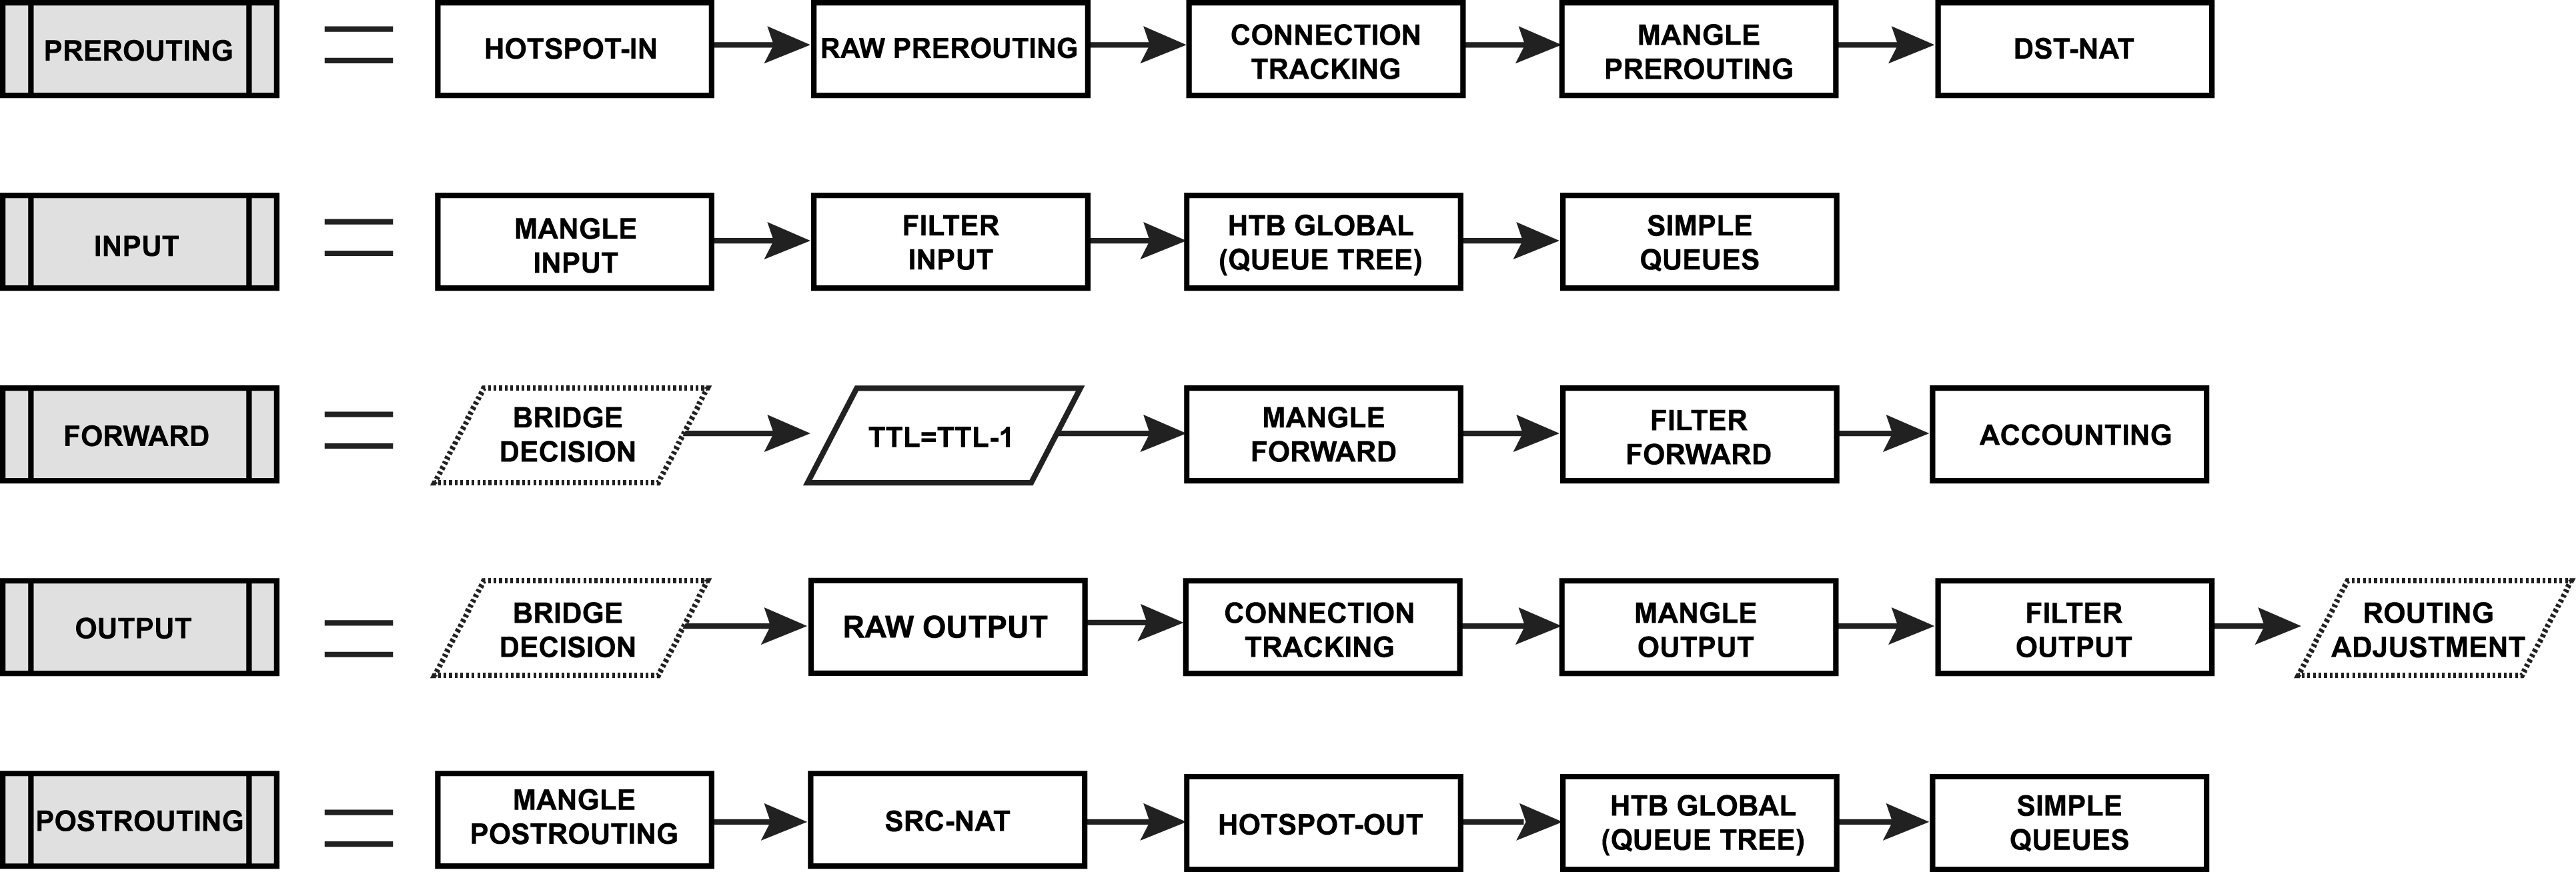 PREROUTING
HOTSPOT-IN
RAW PREROUTING
CONNECTION
TRACKING
MANGLE
PREROUTING
DST-NAT
INPUT
MANGLE
INPUT
FILTER
INPUT
HTB GLOBAL
(QUEUE TREE)
SIMPLE
QUEUES
FORWARD
BRIDGE
DECISION
TTL=TTL-1
MANGLE
FORWARD
FILTER
FORWARD
ACCOUNTING
OUTPUT
BRIDGE
DECISION
RAW OUTPUT
CONNECTION
TRACKING
MANGLE
OUTPUT
FILTER
OUTPUT
ROUTING
ADJUSTMENT
POSTROUTING
MANGLE
POSTROUTING
SRC-NAT
HOTSPOT-OUT
HTB GLOBAL
(QUEUE TREE)
SIMPLE
QUEUES